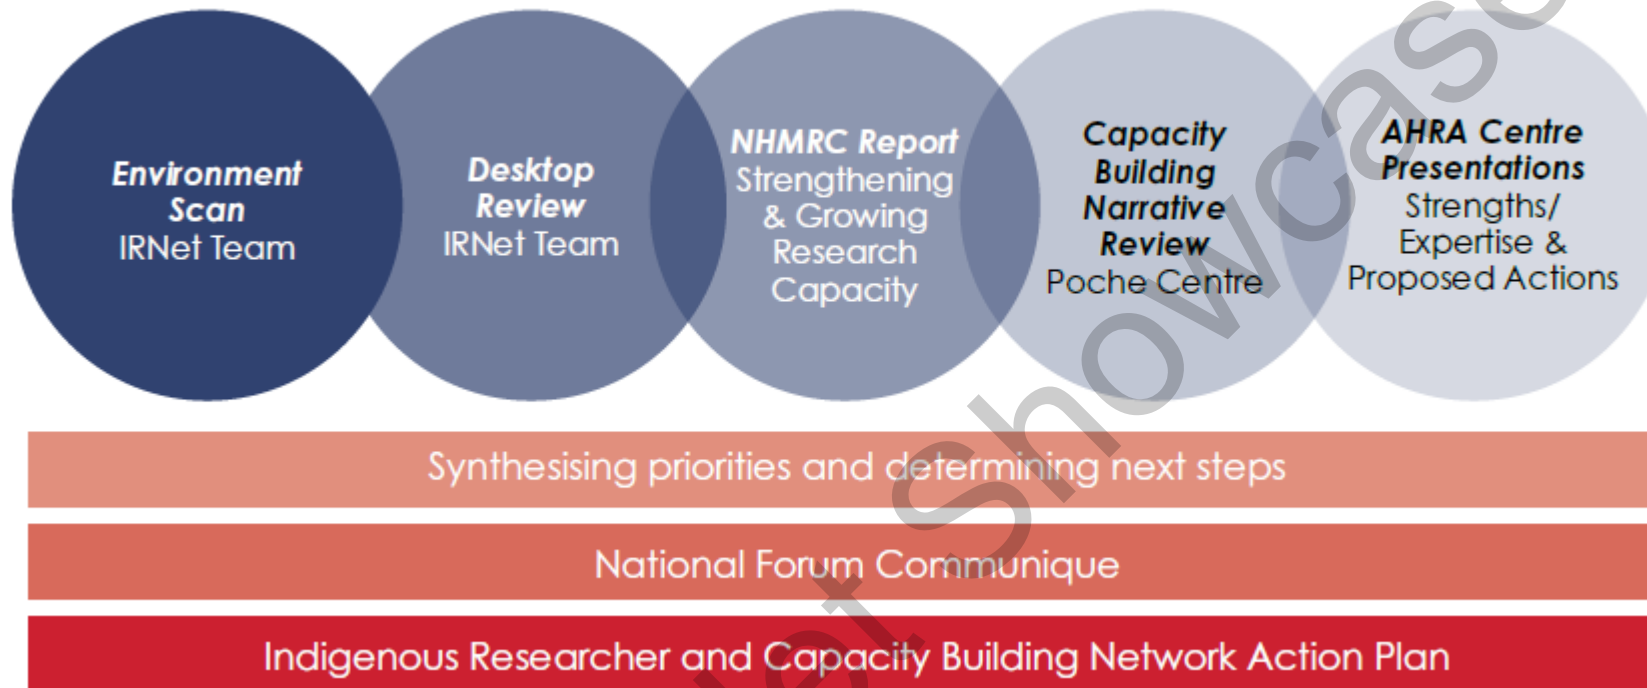 Environment
Scan
IRNet Team
Desktop
Review
IRNet Team
NHMRC Report
Strengthening
& Growing
Research
Capacity
Capacity
Building
Narrative
Review
Poche Centre
AHRA Centre
Presentations
Strengths/
Expertise &
Proposed Actions
Synthesising priorities and determining next steps
National Forum Communique
Indigenous Researcher and Capacity Building Network Action Plan
Showcase